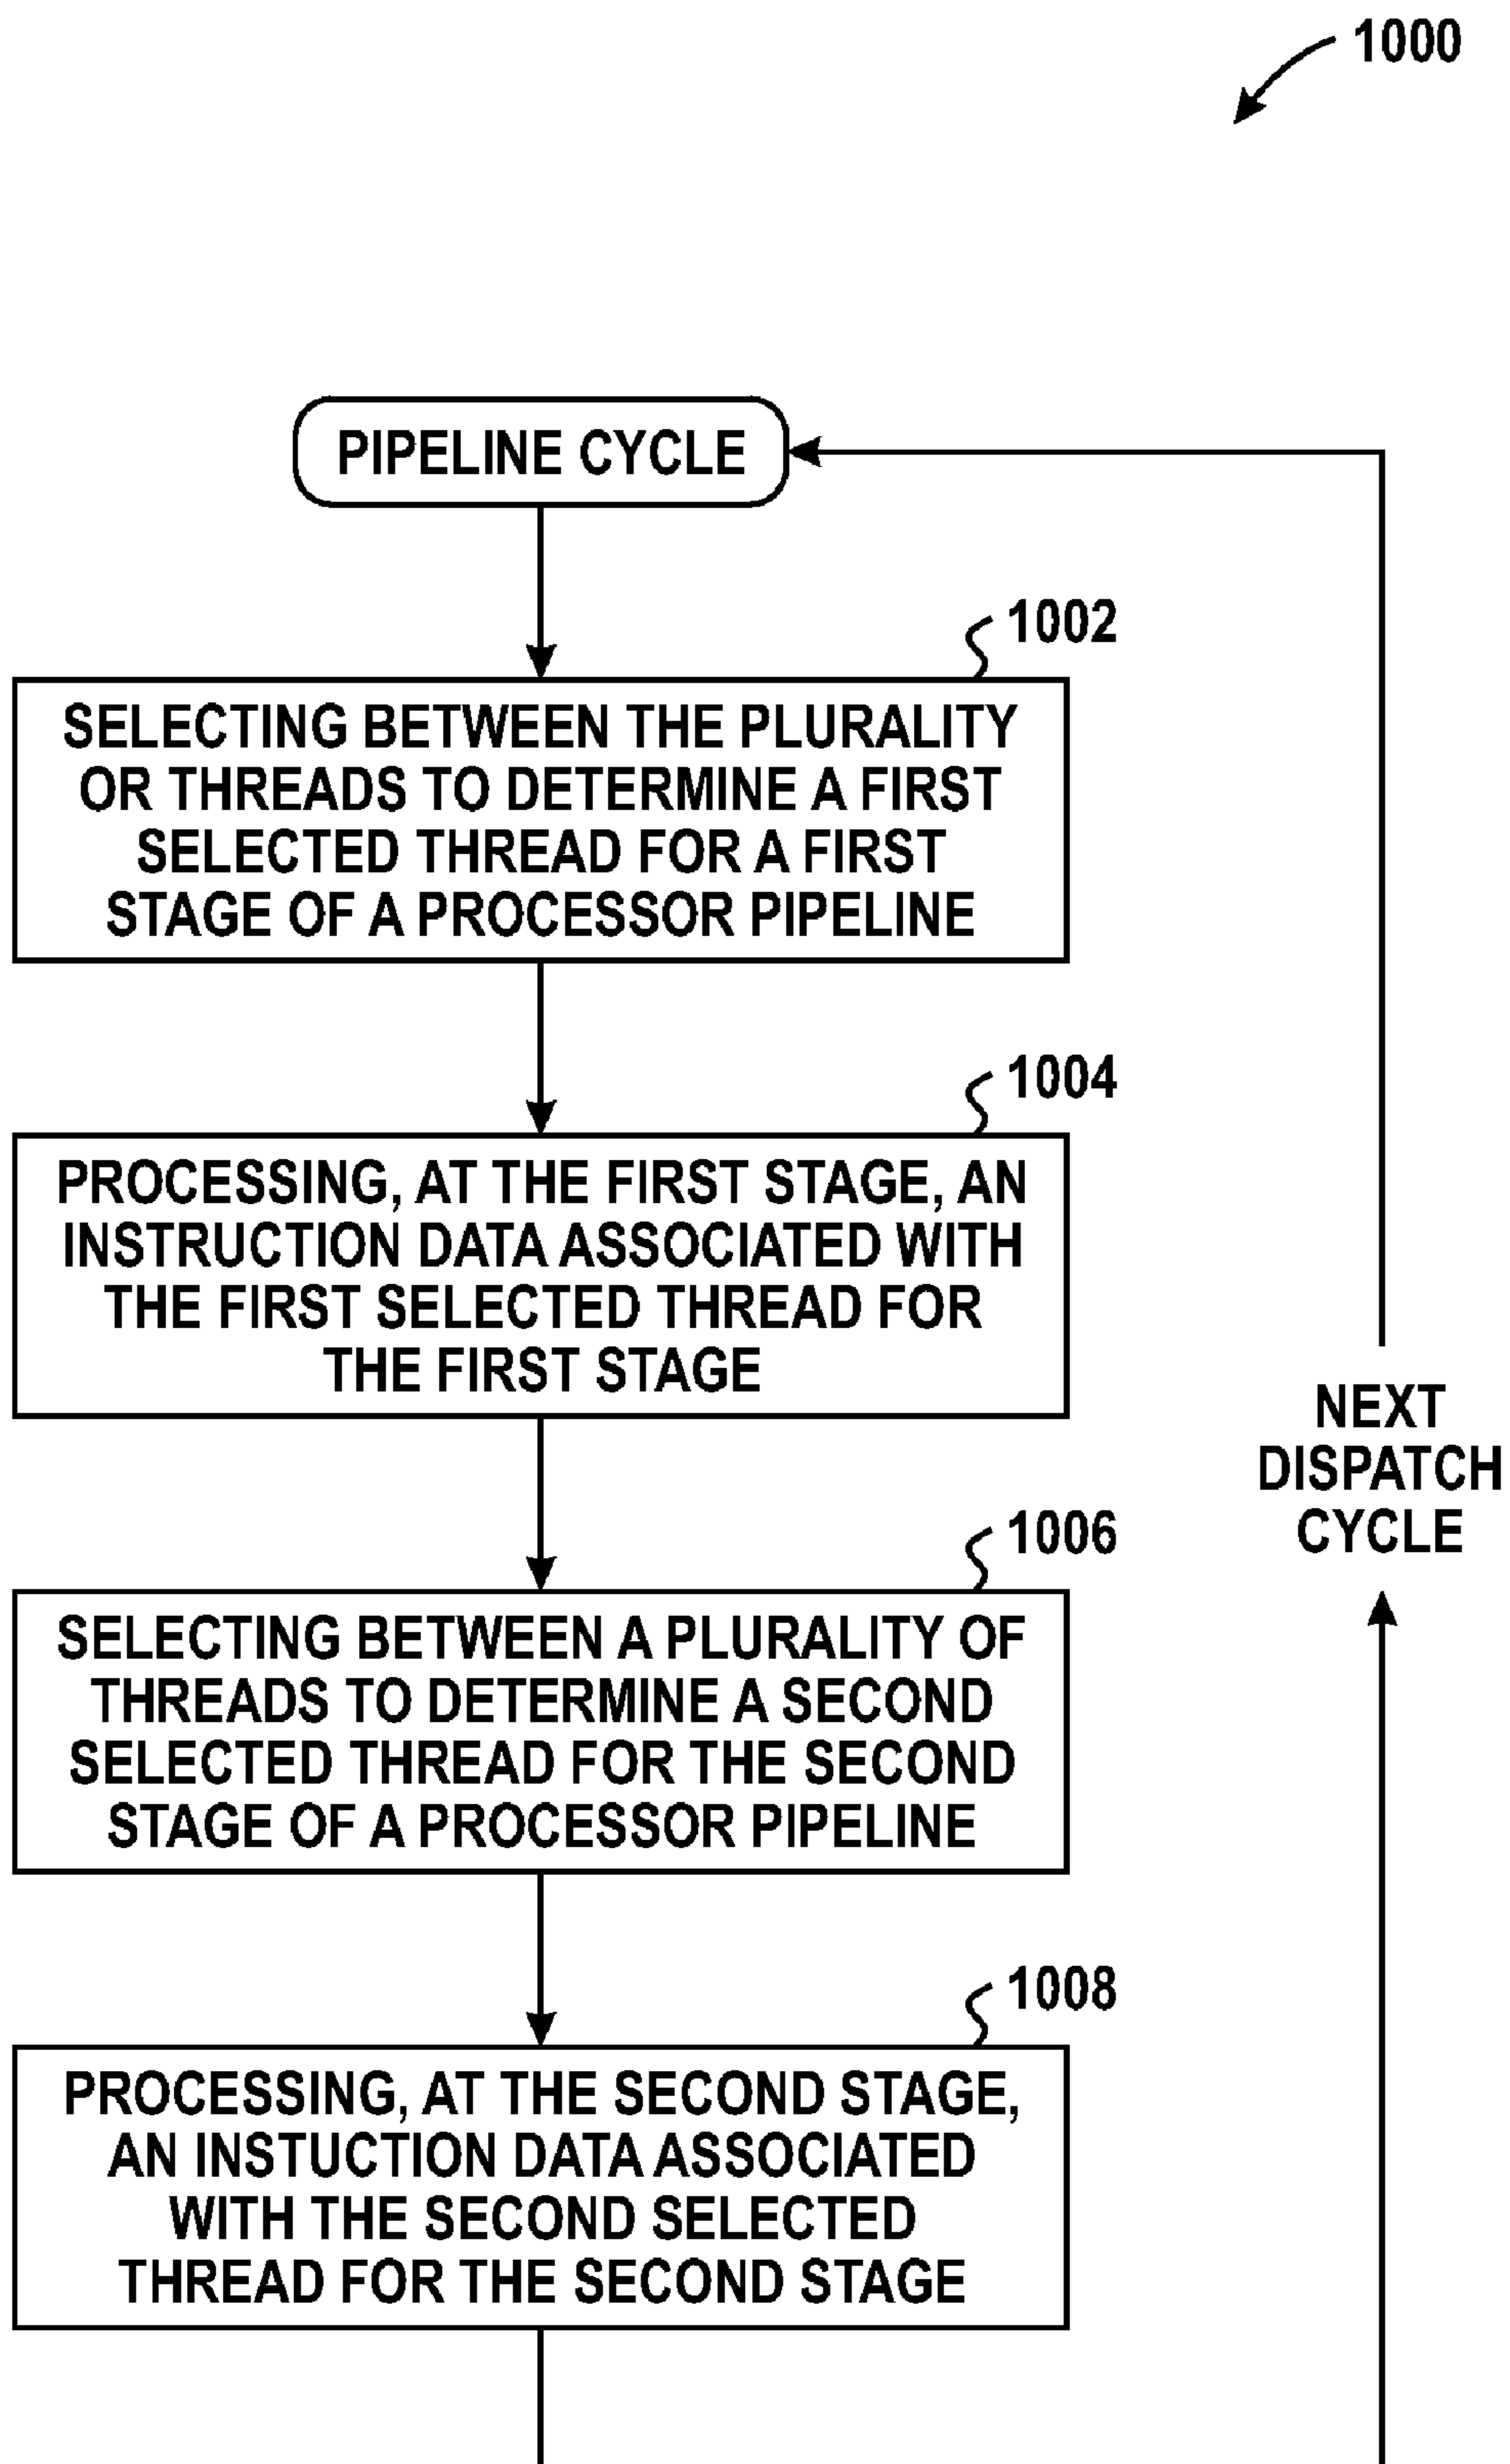 1000
PIPELINE CYCLE
1002
SELECTING BETWEEN THE PLURALITY
OR THREADS TO DETERMINE A FIRST
SELECTED THREAD FOR A FIRST
STAGE OF A PROCESSOR PIPELINE
1004
PROCESSING, AT THE FIRST STAGE, AN
INSTRUCTION DATA ASSOCIATED WITH
THE FIRST SELECTED THREAD FOR
THE FIRST STAGE
NEXT
DISPATCH
CYCLE
1006
SELECTING BETWEEN A PLURALITY OF
THREADS TO DETERMINE A SECOND
SELECTED THREAD FOR THE SECOND
STAGE OF A PROCESSOR PIPELINE
1008
PROCESSING, AT THE SECOND STAGE,
AN INSTUCTION DATA ASSOCIATED
WITH THE SECOND SELECTED
THREAD FOR THE SECOND STAGE